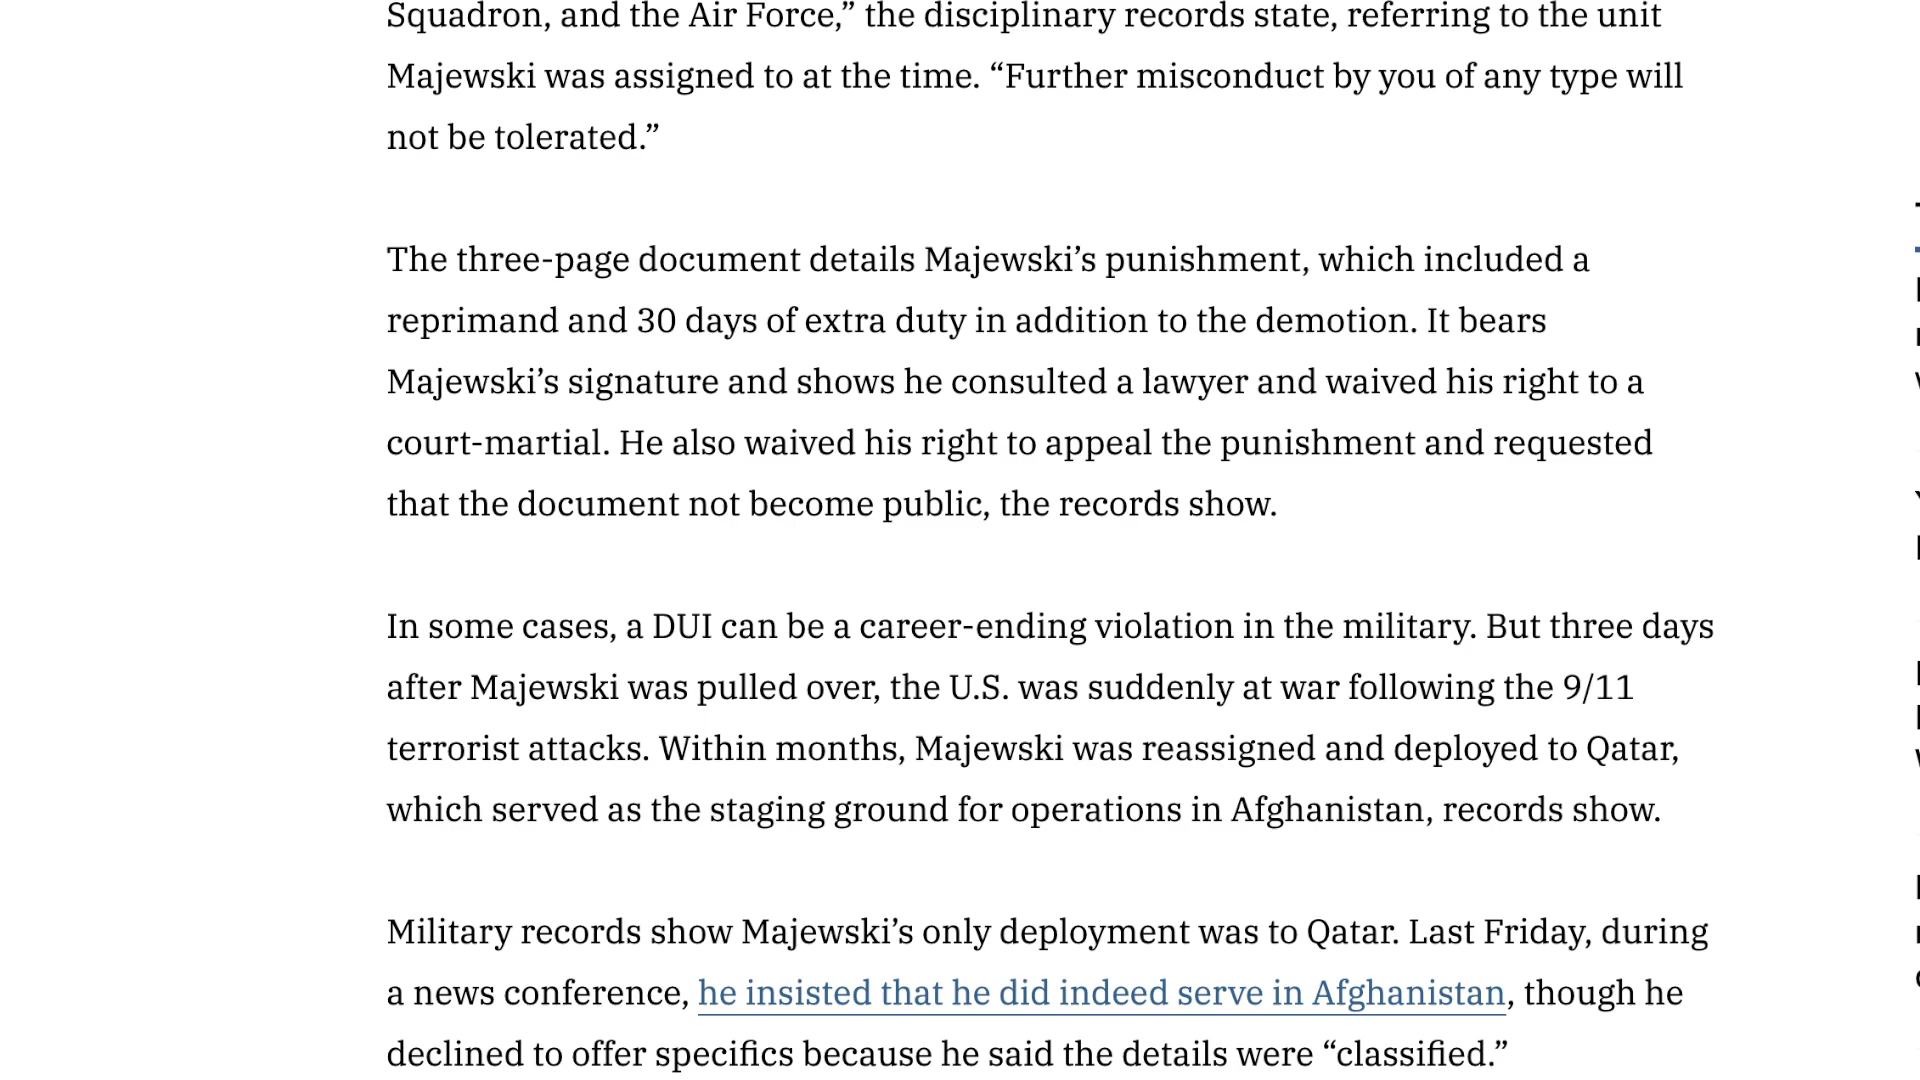 Squadron, and the Air Force,” the disciplinary records state, referring to the unit
Majewski was assigned to at the time. “Further misconduct by you of any type will
not be tolerated.”
The three-page document details Majewski’s punishment, which included a
reprimand and 30 days of extra duty in addition to the demotion. It bears
Majewski’s signature and shows he consulted a lawyer and waived his right to a
court-martial. He also waived his right to appeal the punishment and requested
that the document not become public, the records show.
In some cases, a DUI can be a career-ending violation in the military. But three days
after Majewski was pulled over, the U.S. was suddenly at war following the 9/11
terrorist attacks. Within months, Majewski was reassigned and deployed to Qatar,
which served as the staging ground for operations in Afghanistan, records show.
Military records show Majewski’s only deployment was to Qatar. Last Friday, during
a news conference, he insisted that he did indeed serve in Afghanistan, though he
declined to offer specifics because he said the details were “classified.”